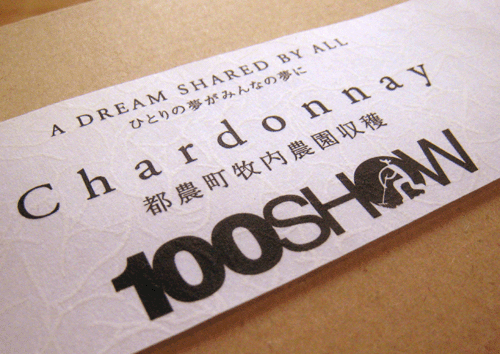 A DREAM SHARED BY ALL
ひとりの夢がみんなの夢に
Chardonnay
都農町牧内農園収穫
100SHOW